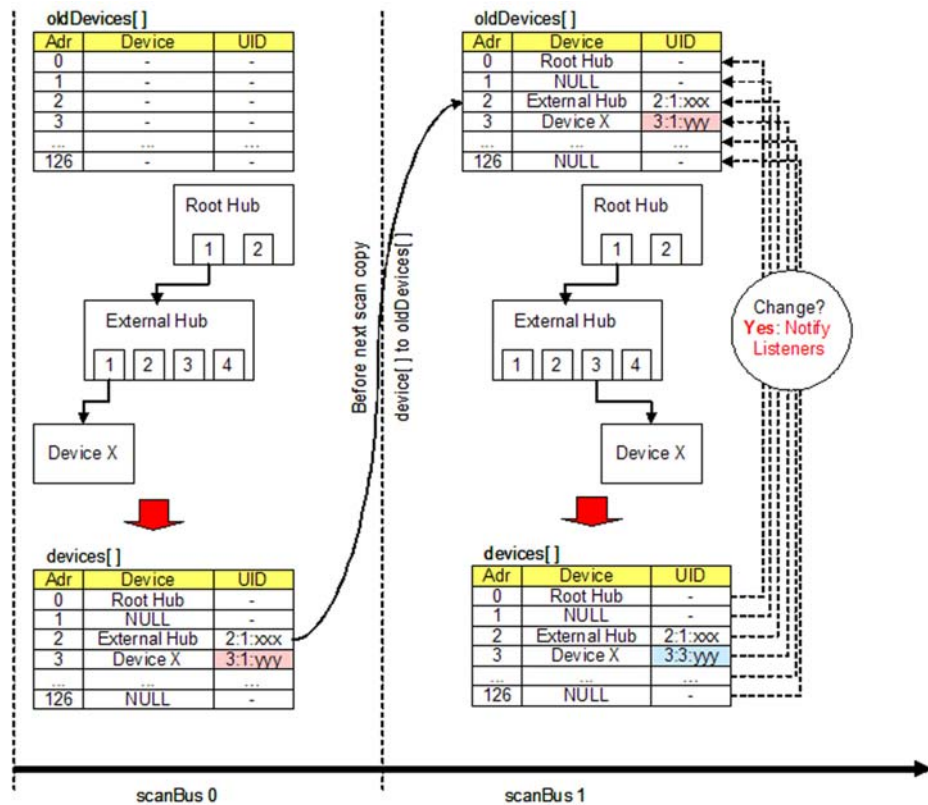 oldDevices[ ]
Adr Device UID
0 - -
1 - -
2 - -
3 - -
... ... ...
126 - -
Root Hub
1 2
External Hub
1 2 3 4
Device X
devices[ ]
Adr Device UID
0 Root Hub -
1 NULL -
2 External Hub 2:1:xxx
3 Device X 3:1:yyy
... ... ...
126 NULL -
Before next scan copy
device[ ] to oldDevices[ ]
oldDevices[ ]
Adr Device UID
0 Root Hub -
1 NULL -
2 External Hub 2:1:xxx
3 Device X 3:1:yyy
... ... ...
126 NULL -
Root Hub
1 2
External Hub
1 2 3 4
Device X
Change?
Yes: Notify
Listeners
devices[ ]
Adr Device UID
0 Root Hub -
1 NULL -
2 External Hub 2:1:xxx
3 Device X 3:3:yyy
... ... ...
126 NULL -
scanBus 0
scanBus 1